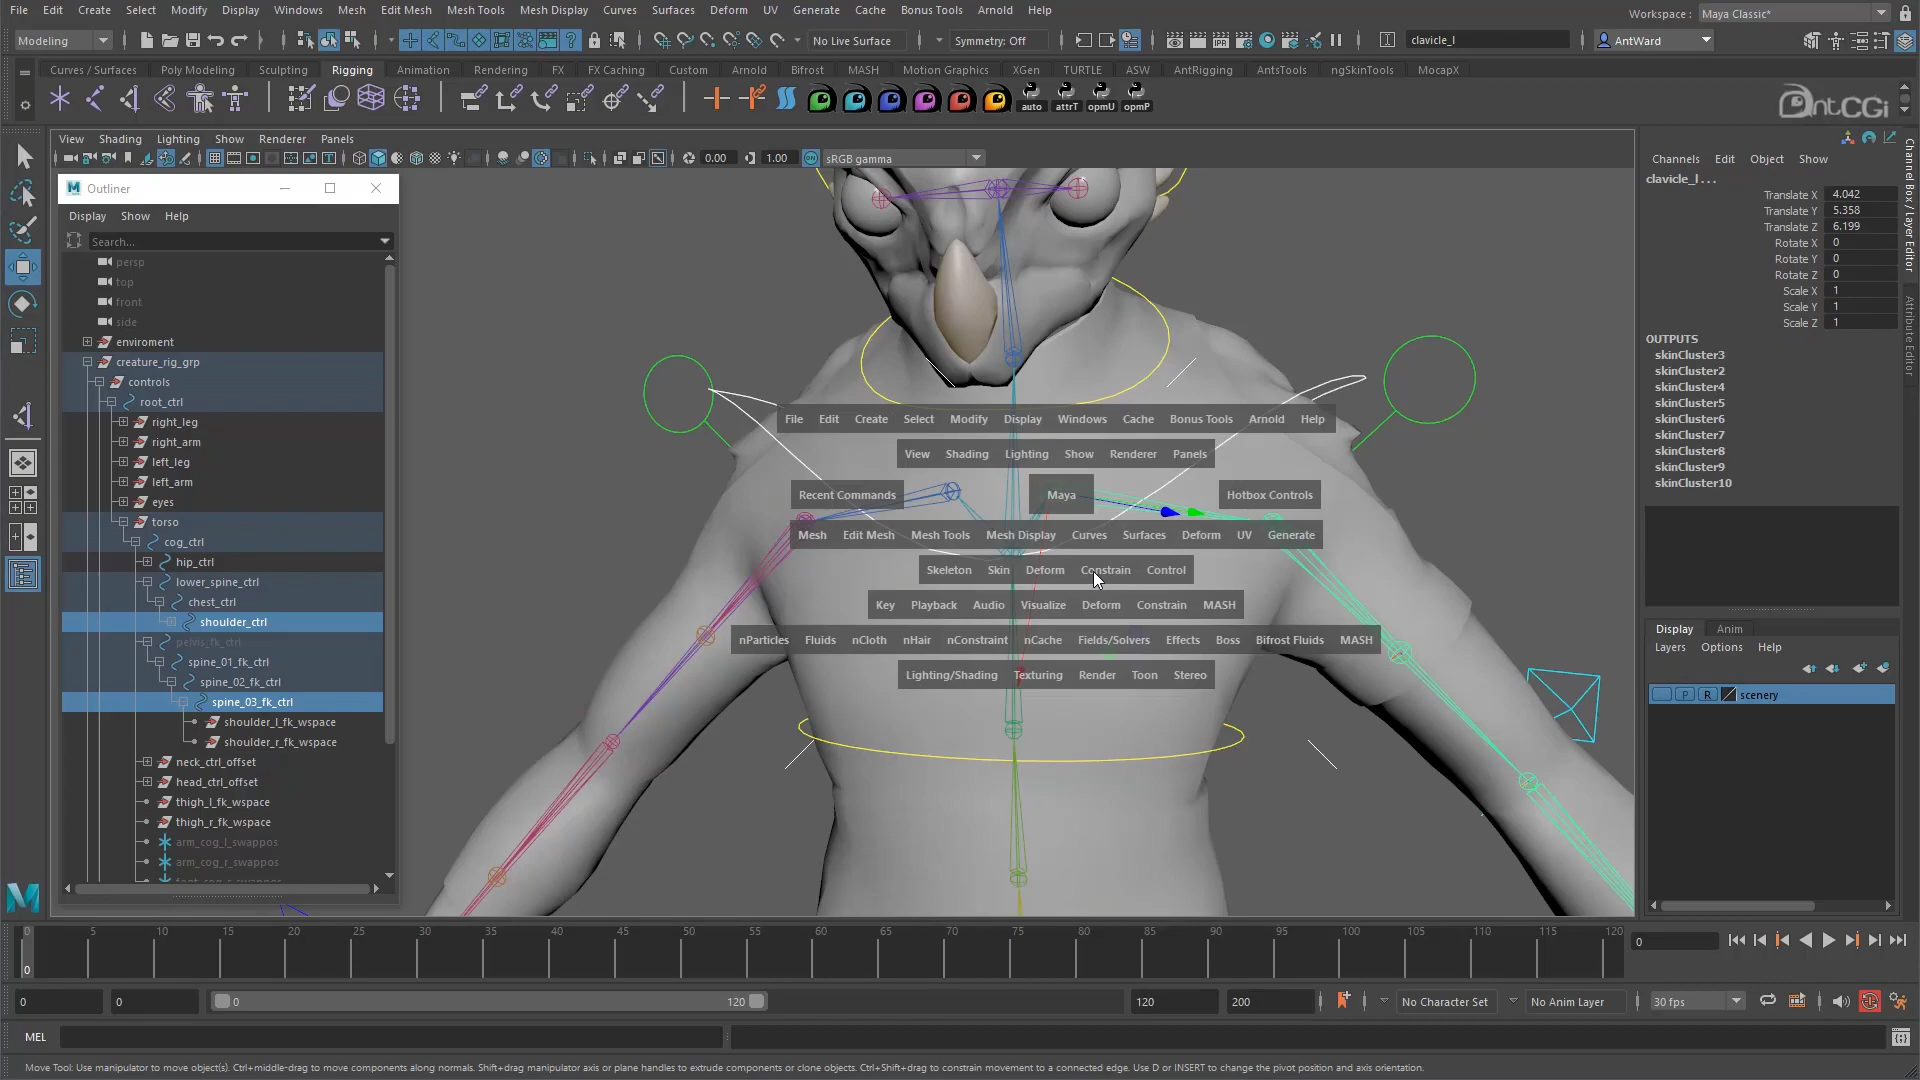 File Edit Create Select Modify Display Windows Mesh Edit Mesh Mesh Tools Mesh Display Curves Surfaces Deform UV Generate Cache Bonus Tools Arnold Help
Workspace : Maya Classic*
Modeling
No Live Surface
Symmetry: Off
IPR
clavicle_l
AntWard
Curves / Surfaces Poly Modeling Sculpting Rigging Animation Rendering FX FX Caching Custom Arnold Bifrost MASH Motion Graphics XGen TURTLE ASW AntRigging AntsTools ngSkinTools MocapX
auto attrT opmU opmP
AntCGi
View Shading Lighting Show Renderer Panels
0.00 1.00 sRGB gamma
Channels Edit Object Show
clavicle_l . . .
Translate X 4.042
Translate Y 5.358
Translate Z 6.199
Rotate X 0
Rotate Y 0
Rotate Z 0
Scale X 1
Scale Y 1
Scale Z 1
OUTPUTS
skinCluster3
skinCluster2
skinCluster4
skinCluster5
skinCluster6
skinCluster7
skinCluster8
skinCluster9
skinCluster10
Channel Box / Layer Editor
Attribute Editor
Outliner
Display Show Help
Search...
persp
top
front
side
enviroment
creature_rig_grp
controls
root_ctrl
right_leg
right_arm
left_leg
left_arm
eyes
torso
cog_ctrl
hip_ctrl
lower_spine_ctrl
chest_ctrl
shoulder_ctrl
pelvis_fk_ctrl
spine_01_fk_ctrl
spine_02_fk_ctrl
spine_03_fk_ctrl
shoulder_l_fk_wspace
shoulder_r_fk_wspace
neck_ctrl_offset
head_ctrl_offset
thigh_l_fk_wspace
thigh_r_fk_wspace
arm_cog_l_swappos
arm_cog_r_swappos
File Edit Create Select Modify Display Windows Cache Bonus Tools Arnold Help
View Shading Lighting Show Renderer Panels
Recent Commands Maya Hotbox Controls
Mesh Edit Mesh Mesh Tools Mesh Display Curves Surfaces Deform UV Generate
Skeleton Skin Deform Constrain Control
Key Playback Audio Visualize Deform Constrain MASH
nParticles Fluids nCloth nHair nConstraint nCache Fields/Solvers Effects Boss Bifrost Fluids MASH
Lighting/Shading Texturing Render Toon Stereo
Display Anim
Layers Options Help
P R scenery
0 5 10 15 20 25 30 35 40 45 50 55 60 65 70 75 80 85 90 95 100 105 110 115 120
0
0
0 0 0 120 120 200 No Character Set No Anim Layer 30 fps
MEL
Move Tool: Use manipulator to move object(s). Ctrl+middle-drag to move components along normals. Shift+drag manipulator axis or plane handles to extrude components or clone objects. Ctrl+Shift+drag to constrain movement to a connected edge. Use D or INSERT to change the pivot position and axis orientation.